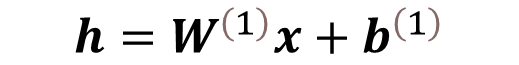 h = W⁽¹⁾x + b⁽¹⁾